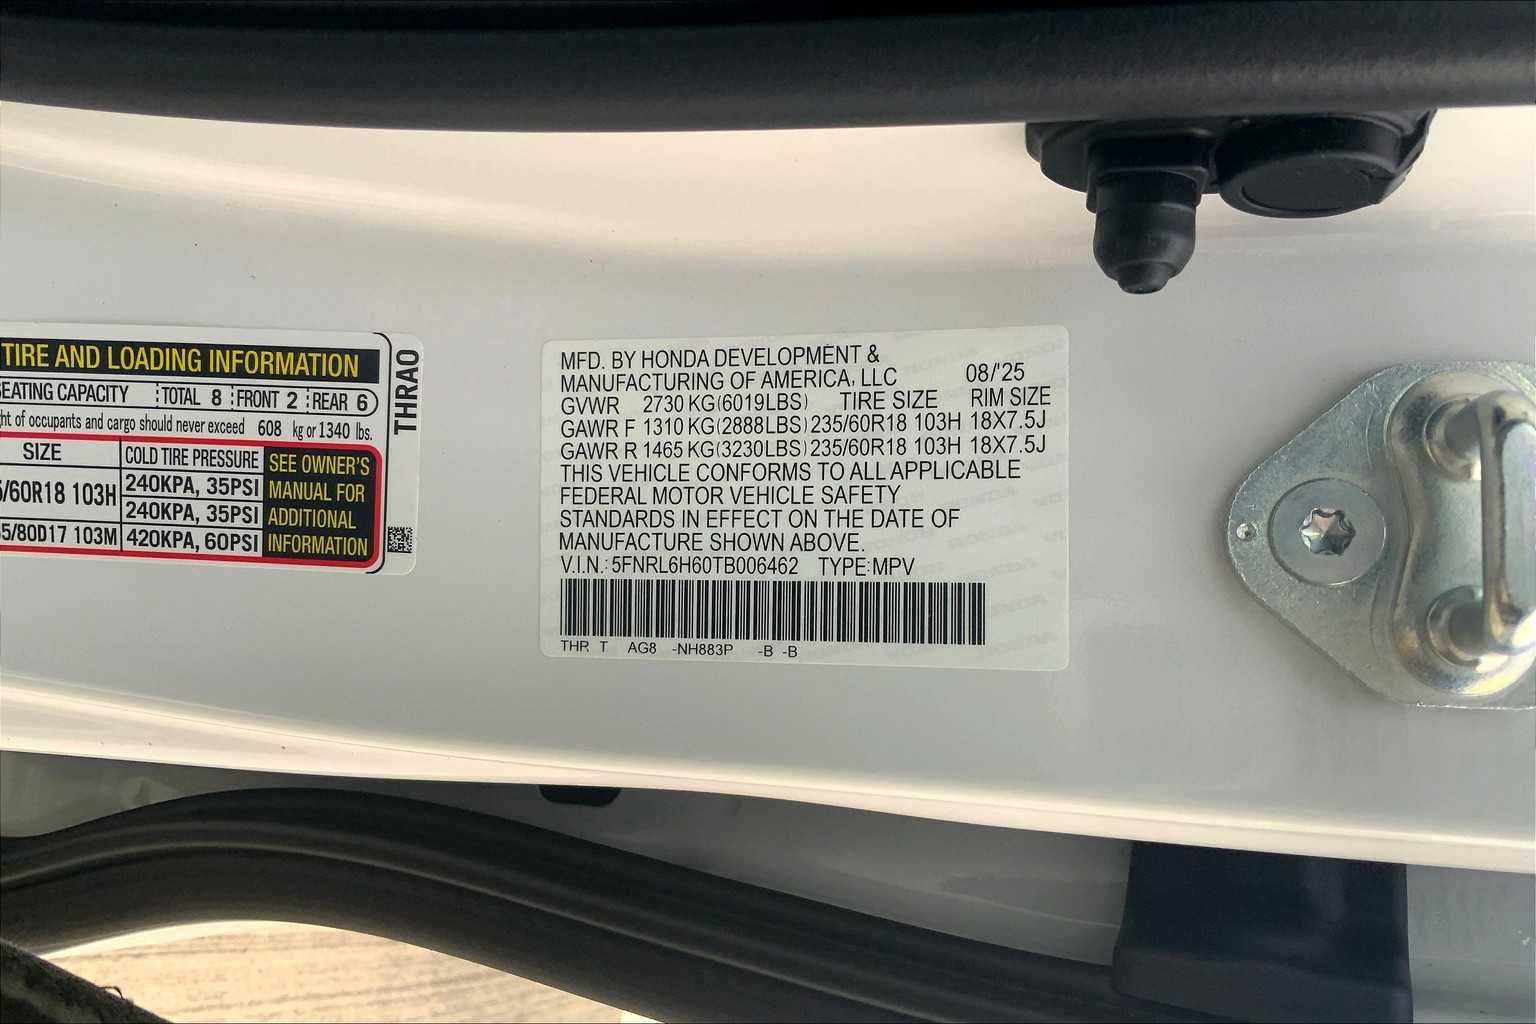 TIRE AND LOADING INFORMATION
SEATING CAPACITY TOTAL 8 FRONT 2 REAR 6
of occupants and cargo should never exceed 608 kg or 1340 lbs.
SIZE COLD TIRE PRESSURE SEE OWNER'S MANUAL FOR ADDITIONAL INFORMATION
/60R18 103H 240KPA, 35PSI
240KPA, 35PSI
5/80D17 103M 420KPA, 60PSI
THRA0
MFD. BY HONDA DEVELOPMENT &
MANUFACTURING OF AMERICA, LLC 08/'25
GVWR 2730 KG(6019LBS) TIRE SIZE RIM SIZE
GAWR F 1310 KG(2888LBS) 235/60R18 103H 18X7.5J
GAWR R 1465 KG(3230LBS) 235/60R18 103H 18X7.5J
THIS VEHICLE CONFORMS TO ALL APPLICABLE
FEDERAL MOTOR VEHICLE SAFETY
STANDARDS IN EFFECT ON THE DATE OF
MANUFACTURE SHOWN ABOVE.
V.I.N.: 5FNRL6H60TB006462 TYPE:MPV
THR T AG8 -NH883P -B -B